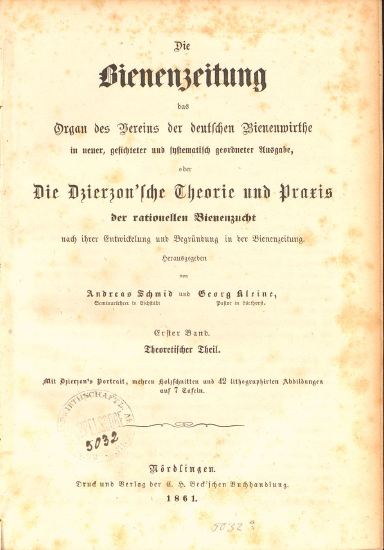 Die
Bienenzeitung
das
Organ des Vereins der deutschen Bienenwirthe
in neuer, gesichteter und systematisch geordneter Ausgabe,
oder
Die Dzierzon'sche Theorie und Praxis
der rationellen Bienenzucht
nach ihrer Entwickelung und Begründung in der Bienenzeitung.
Herausgegeben
von
Andreas Schmid und Georg Kleine,
Seminarlehrer in Eichstädt Pastor in Lüethorst.
Erster Band.
Theoretischer Theil.
Mit Dzierzon's Portrait, mehren Holzschnitten und 42 lithographirten Abbildungen
auf 7 Tafeln.
5032
Nördlingen.
Druck und Verlag der C. H. Beck'schen Buchhandlung.
1861.
5032